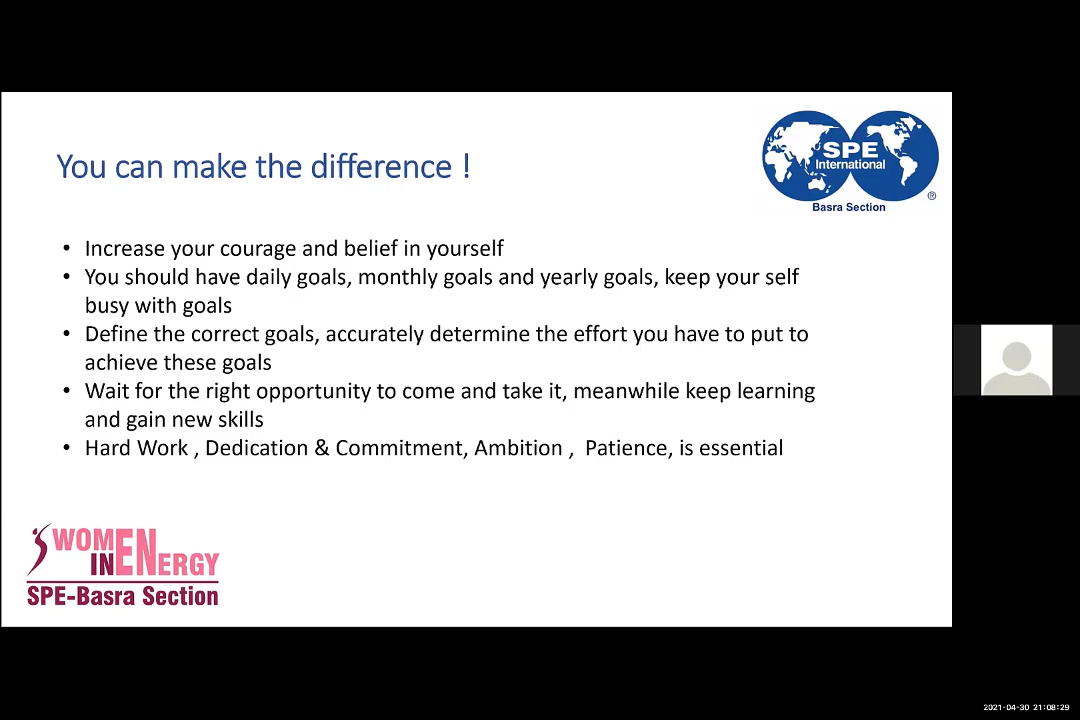 SPE
International
®
Basra Section
You can make the difference !
• Increase your courage and belief in yourself
• You should have daily goals, monthly goals and yearly goals, keep your self
busy with goals
• Define the correct goals, accurately determine the effort you have to put to
achieve these goals
• Wait for the right opportunity to come and take it, meanwhile keep learning
and gain new skills
• Hard Work , Dedication & Commitment, Ambition ,  Patience, is essential
WOMEN
IN ENERGY
SPE-Basra Section
2021-04-30 21:08:29